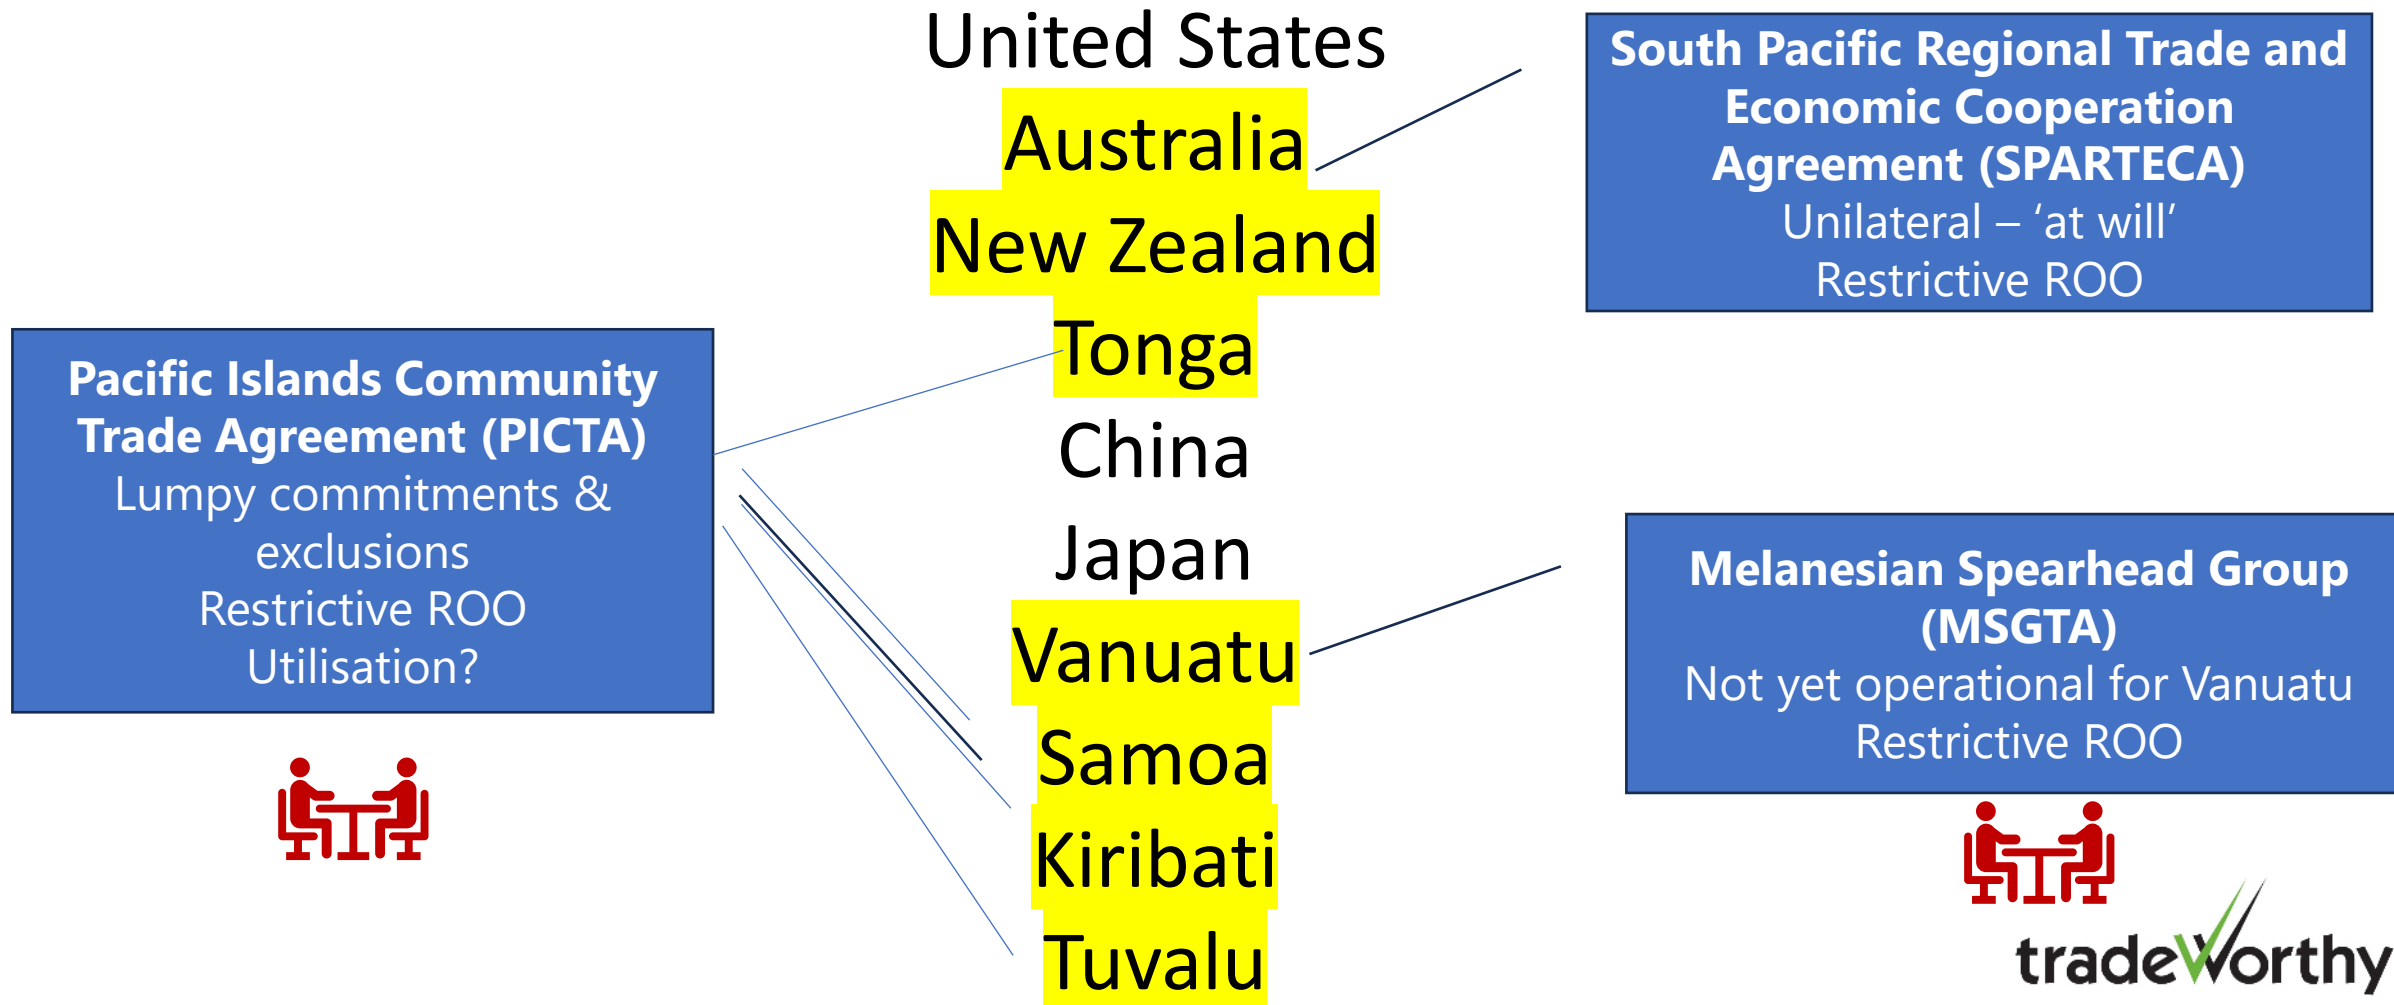 United States
Australia
New Zealand
Tonga
China
Japan
Vanuatu
Samoa
Kiribati
Tuvalu
Pacific Islands Community
Trade Agreement (PICTA)
Lumpy commitments &
exclusions
Restrictive ROO
Utilisation?
South Pacific Regional Trade and
Economic Cooperation
Agreement (SPARTECA)
Unilateral – ‘at will’
Restrictive ROO
Melanesian Spearhead Group
(MSGTA)
Not yet operational for Vanuatu
Restrictive ROO
tradeWorthy